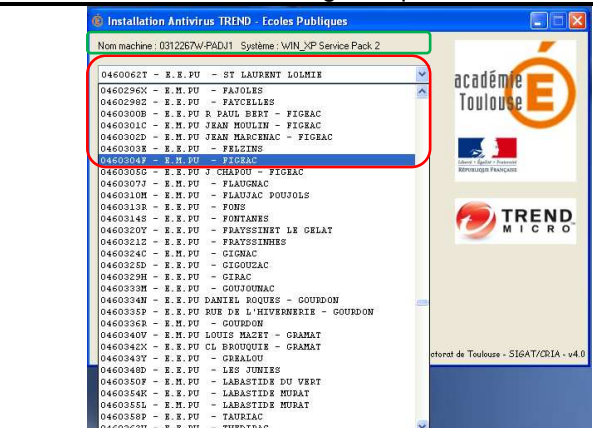 Installation Antivirus TREND - Ecoles Publiques
Nom machine : 0312267W-PADJ1 Système : WIN_XP Service Pack 2
0460062T - E.E.PU - ST LAURENT LOLMIE
0460296X - E.M.PU - FAJOLES
0460298Z - E.E.PU - FAYCELLES
0460300B - E.E.PU R PAUL BERT - FIGEAC
0460301C - E.M.PU JEAN MOULIN - FIGEAC
0460302D - E.M.PU JEAN MARCENAC - FIGEAC
0460303E - E.E.PU - FELZINS
0460304F - E.M.PU - FIGEAC
0460305G - E.E.PU J CHAPOU - FIGEAC
0460307J - E.M.PU - FLAUGNAC
0460310M - E.E.PU - FLAUJAC POUJOLS
0460313R - E.E.PU - FONS
0460314S - E.E.PU - FONTANES
0460320Y - E.E.PU - FRAYSSINET LE GELAT
0460321Z - E.E.PU - FRAYSSINHES
0460324C - E.M.PU - GIGNAC
0460325D - E.E.PU - GIGOUZAC
0460329H - E.E.PU - GIRAC
0460333M - E.E.PU - GOUJOUNAC
0460334N - E.E.PU DANIEL ROQUES - GOURDON
0460335P - E.E.PU RUE DE L'HIVERNERIE - GOURDON
0460336R - E.M.PU - GOURDON
0460340V - E.E.PU LOUIS MAZET - GRAMAT
0460342X - E.M.PU CL BROUQUIE - GRAMAT
0460343Y - E.E.PU - GREALOU
0460348D - E.E.PU - LES JUNIES
0460350F - E.E.PU - LABASTIDE DU VERT
0460354K - E.M.PU - LABASTIDE MURAT
0460355L - E.E.PU - LABASTIDE MURAT
0460358P - E.E.PU - TAURIAC
académie
Toulouse
Liberté • Égalité • Fraternité
RÉPUBLIQUE FRANÇAISE
TREND
MICRO
ctorat de Toulouse - SIGAT/CRIA - v4.0